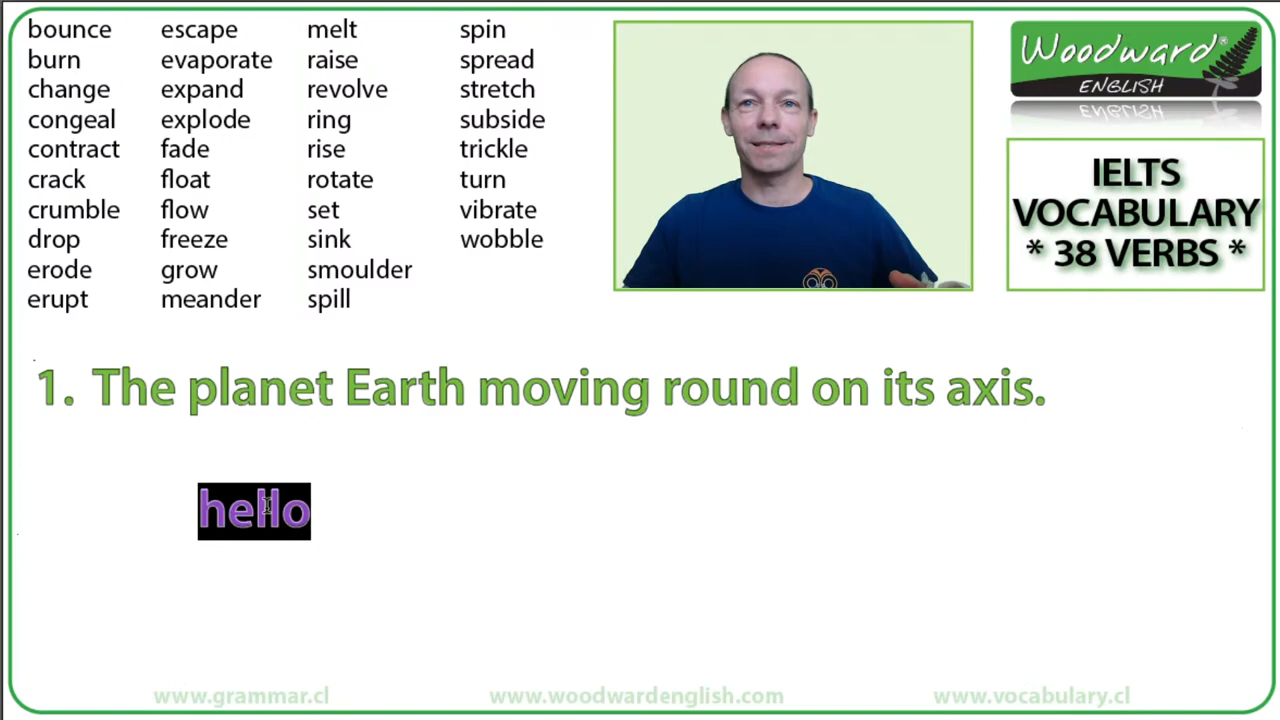 bounce
burn
change
congeal
contract
crack
crumble
drop
erode
erupt
escape
evaporate
expand
explode
fade
float
flow
freeze
grow
meander
melt
raise
revolve
ring
rise
rotate
set
sink
smoulder
spill
spin
spread
stretch
subside
trickle
turn
vibrate
wobble
Woodward®
ENGLISH
IELTS
VOCABULARY
* 38 VERBS *
1. The planet Earth moving round on its axis.
hello
www.grammar.cl
www.woodwardenglish.com
www.vocabulary.cl